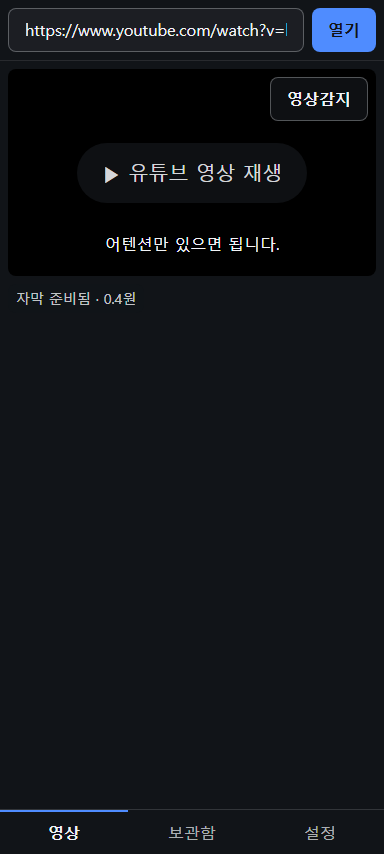 https://www.youtube.com/watch?v=
열기
영상감지
▶ 유튜브 영상 재생
어텐션만 있으면 됩니다.
자막 준비됨 · 0.4원
영상
보관함
설정